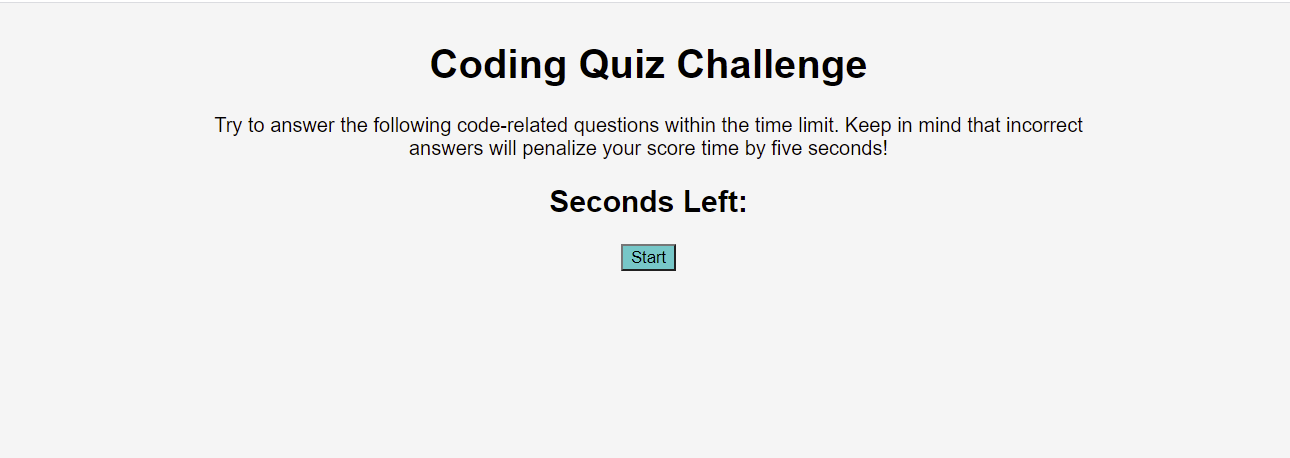 Coding Quiz Challenge
Try to answer the following code-related questions within the time limit. Keep in mind that incorrect
answers will penalize your score time by five seconds!
Seconds Left:
Start